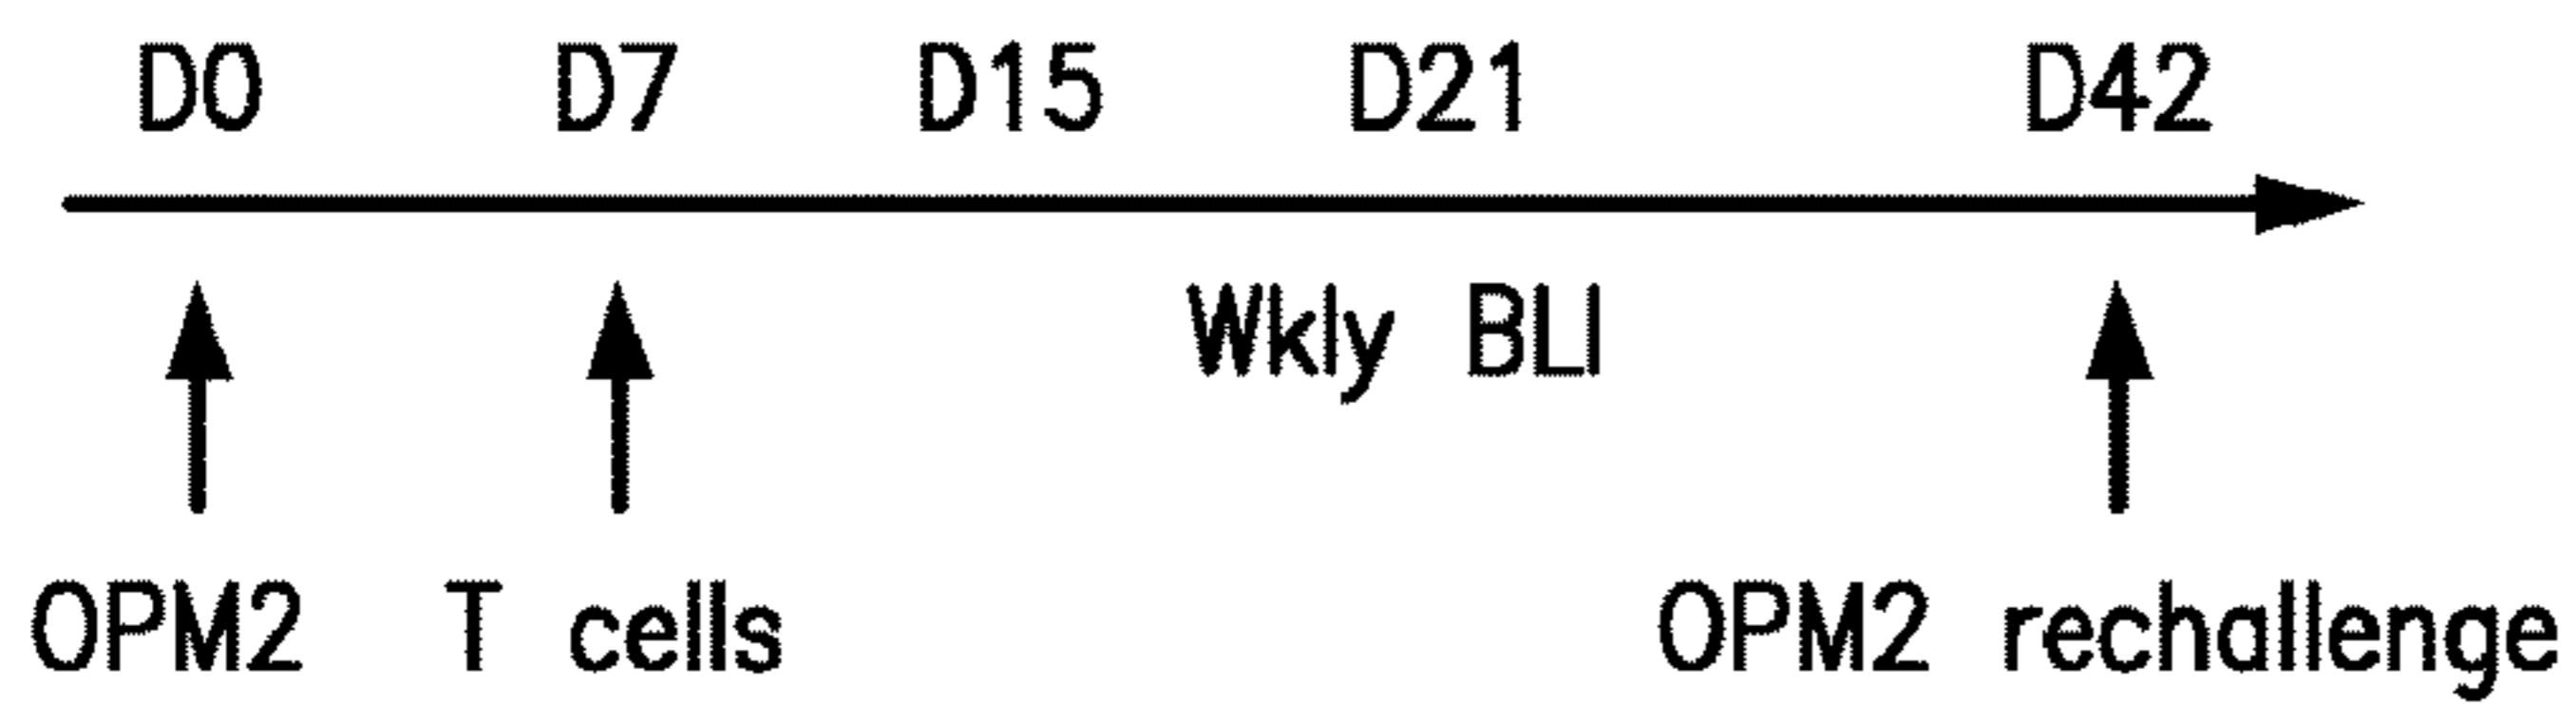 D0 D7 D15 D21 D42
Wkly BLI
OPM2 T cells OPM2 rechallenge